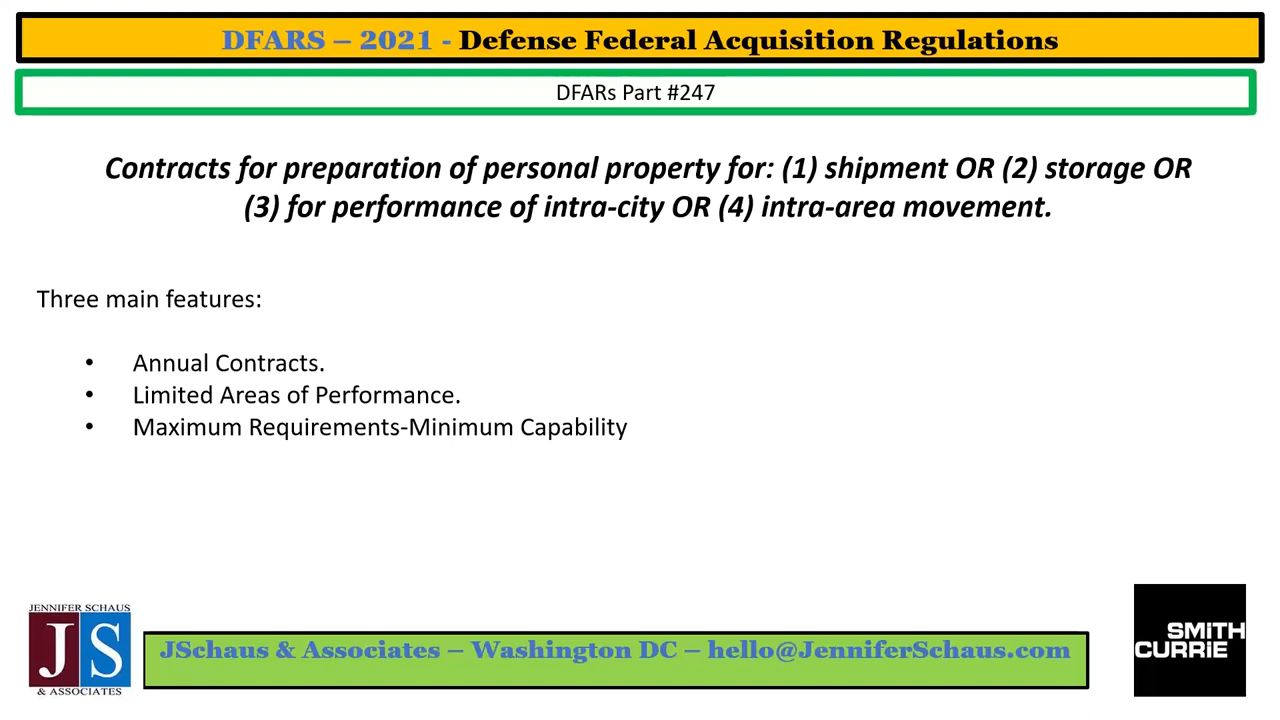 DFARS – 2021 - Defense Federal Acquisition Regulations
DFARs Part #247
Contracts for preparation of personal property for: (1) shipment OR (2) storage OR
(3) for performance of intra-city OR (4) intra-area movement.
Three main features:
• Annual Contracts.
• Limited Areas of Performance.
• Maximum Requirements-Minimum Capability
JENNIFER SCHAUS
JS
& ASSOCIATES
JSchaus & Associates – Washington DC – hello@JenniferSchaus.com
SMITH
CURRIE